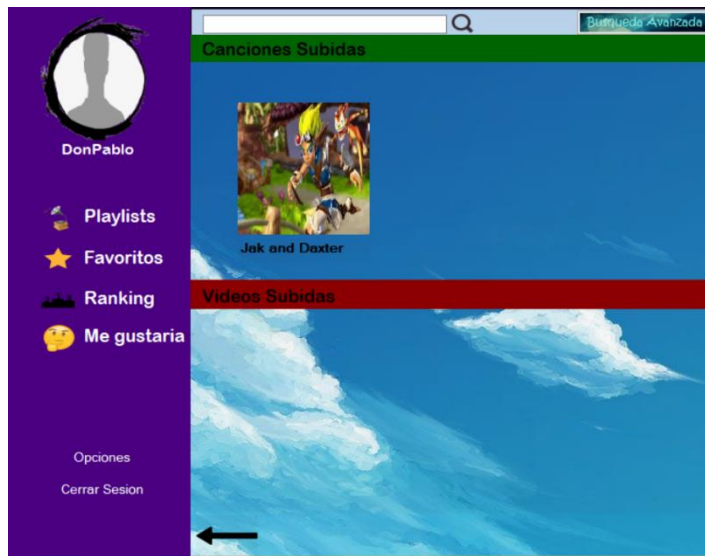 Busqueda Avanzada
Canciones Subidas
DonPablo
Jak and Daxter
Playlists
Favoritos
Ranking
Me gustaria
Videos Subidas
Opciones
Cerrar Sesion